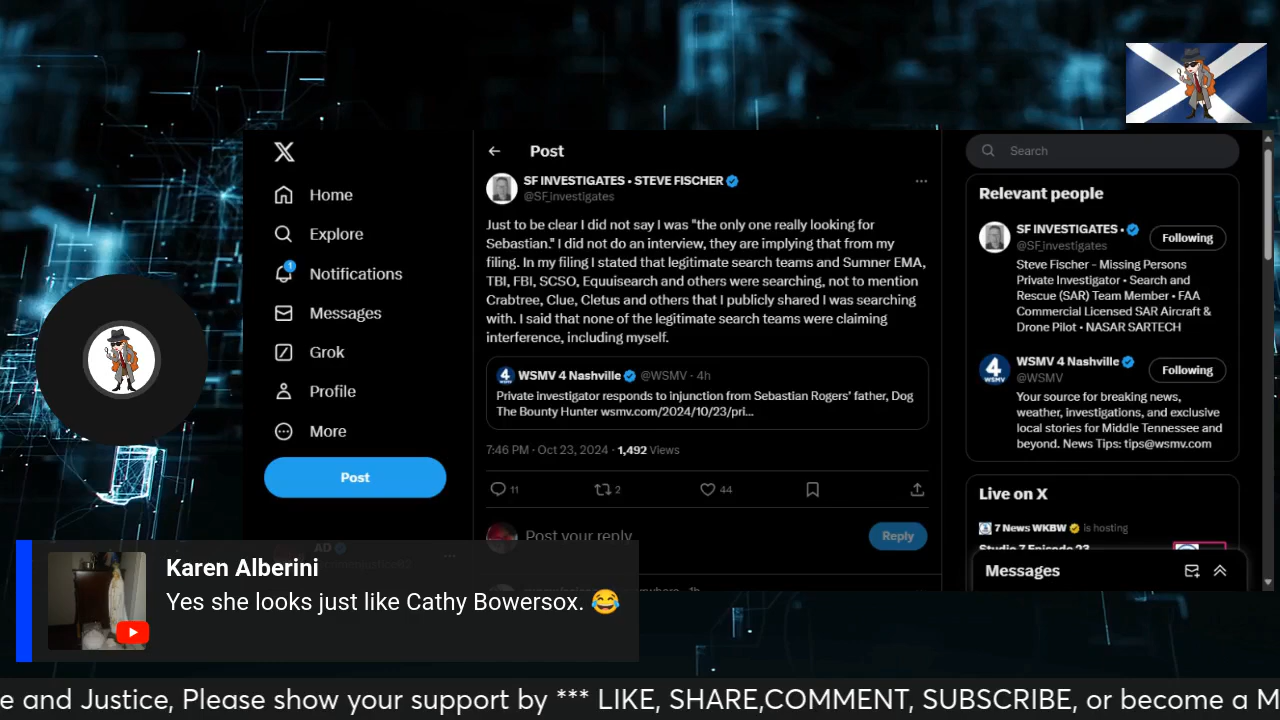 Home
Explore
1
Notifications
Messages
Grok
Profile
More
Post
Post
SF INVESTIGATES • STEVE FISCHER
@SF_investigates
Just to be clear I did not say I was "the only one really looking for
Sebastian." I did not do an interview, they are implying that from my
filing. In my filing I stated that legitimate search teams and Sumner EMA,
TBI, FBI, SCSO, Equuisearch and others were searching, not to mention
Crabtree, Clue, Cletus and others that I publicly shared I was searching
with. I said that none of the legitimate search teams were claiming
interference, including myself.
4 WSMV
WSMV 4 Nashville @WSMV · 4h
Private investigator responds to injunction from Sebastian Rogers' father, Dog
The Bounty Hunter wsmv.com/2024/10/23/pri...
7:46 PM · Oct 23, 2024 · 1,492 Views
11
2
44
Post your reply
Reply
Search
Relevant people
SF INVESTIGATES •
@SF_investigates
Following
Steve Fischer - Missing Persons
Private Investigator • Search and
Rescue (SAR) Team Member • FAA
Commercial Licensed SAR Aircraft &
Drone Pilot • NASAR SARTECH
4 WSMV
WSMV 4 Nashville
@WSMV
Following
Your source for breaking news,
weather, investigations, and exclusive
local stories for Middle Tennessee and
beyond. News Tips: tips@wsmv.com
Live on X
7 News WKBW is hosting
Studio 7 Episode 23
Messages
AD
Karen Alberini
Yes she looks just like Cathy Bowersox. 😂
e and Justice, Please show your support by *** LIKE, SHARE,COMMENT, SUBSCRIBE, or become a M